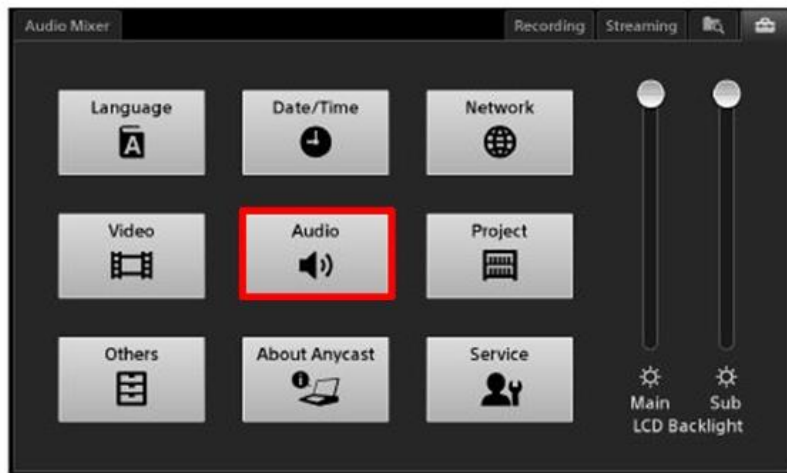 Audio Mixer
Recording
Streaming
Language
A
Date/Time
Network
Video
Audio
Project
Others
About Anycast
i
Service
Main
Sub
LCD Backlight